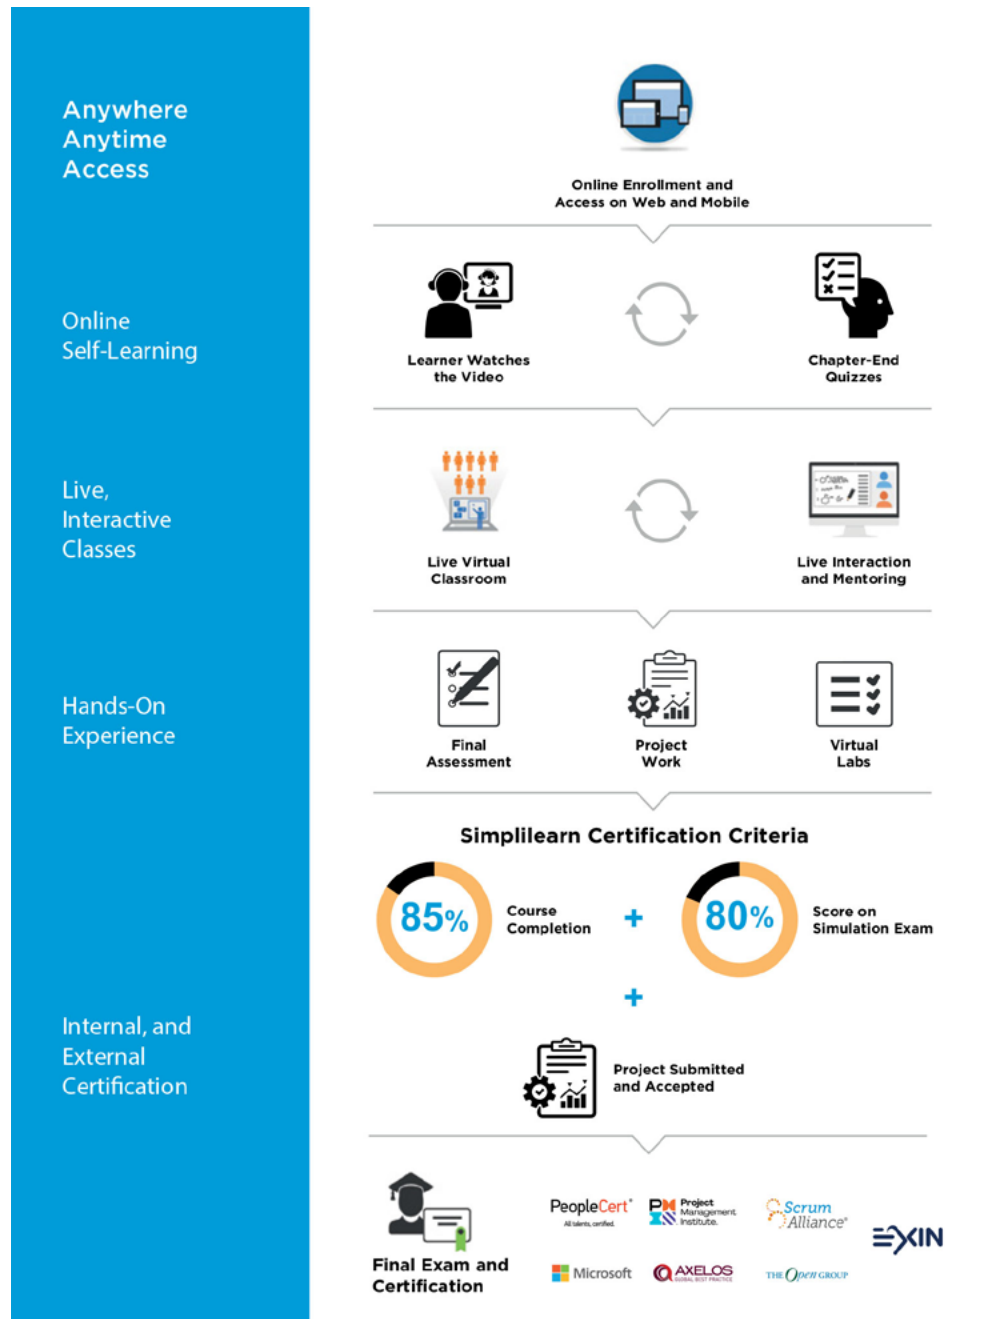 Anywhere
Anytime
Access
Online Enrollment and
Access on Web and Mobile
Online
Self-Learning
Learner Watches
the Video
Chapter-End
Quizzes
Live,
Interactive
Classes
Live Virtual
Classroom
Live Interaction
and Mentoring
Hands-On
Experience
Final
Assessment
Project
Work
Virtual
Labs
Simplilearn Certification Criteria
85%
Course
Completion
+
80%
Score on
Simulation Exam
+
Internal, and
External
Certification
Project Submitted
and Accepted
Final Exam and
Certification
PeopleCert
All talents, certified.
Project
Management
Institute.
Scrum
Alliance®
EXIN
Microsoft
AXELOS
GLOBAL BEST PRACTICE
THE Open GROUP